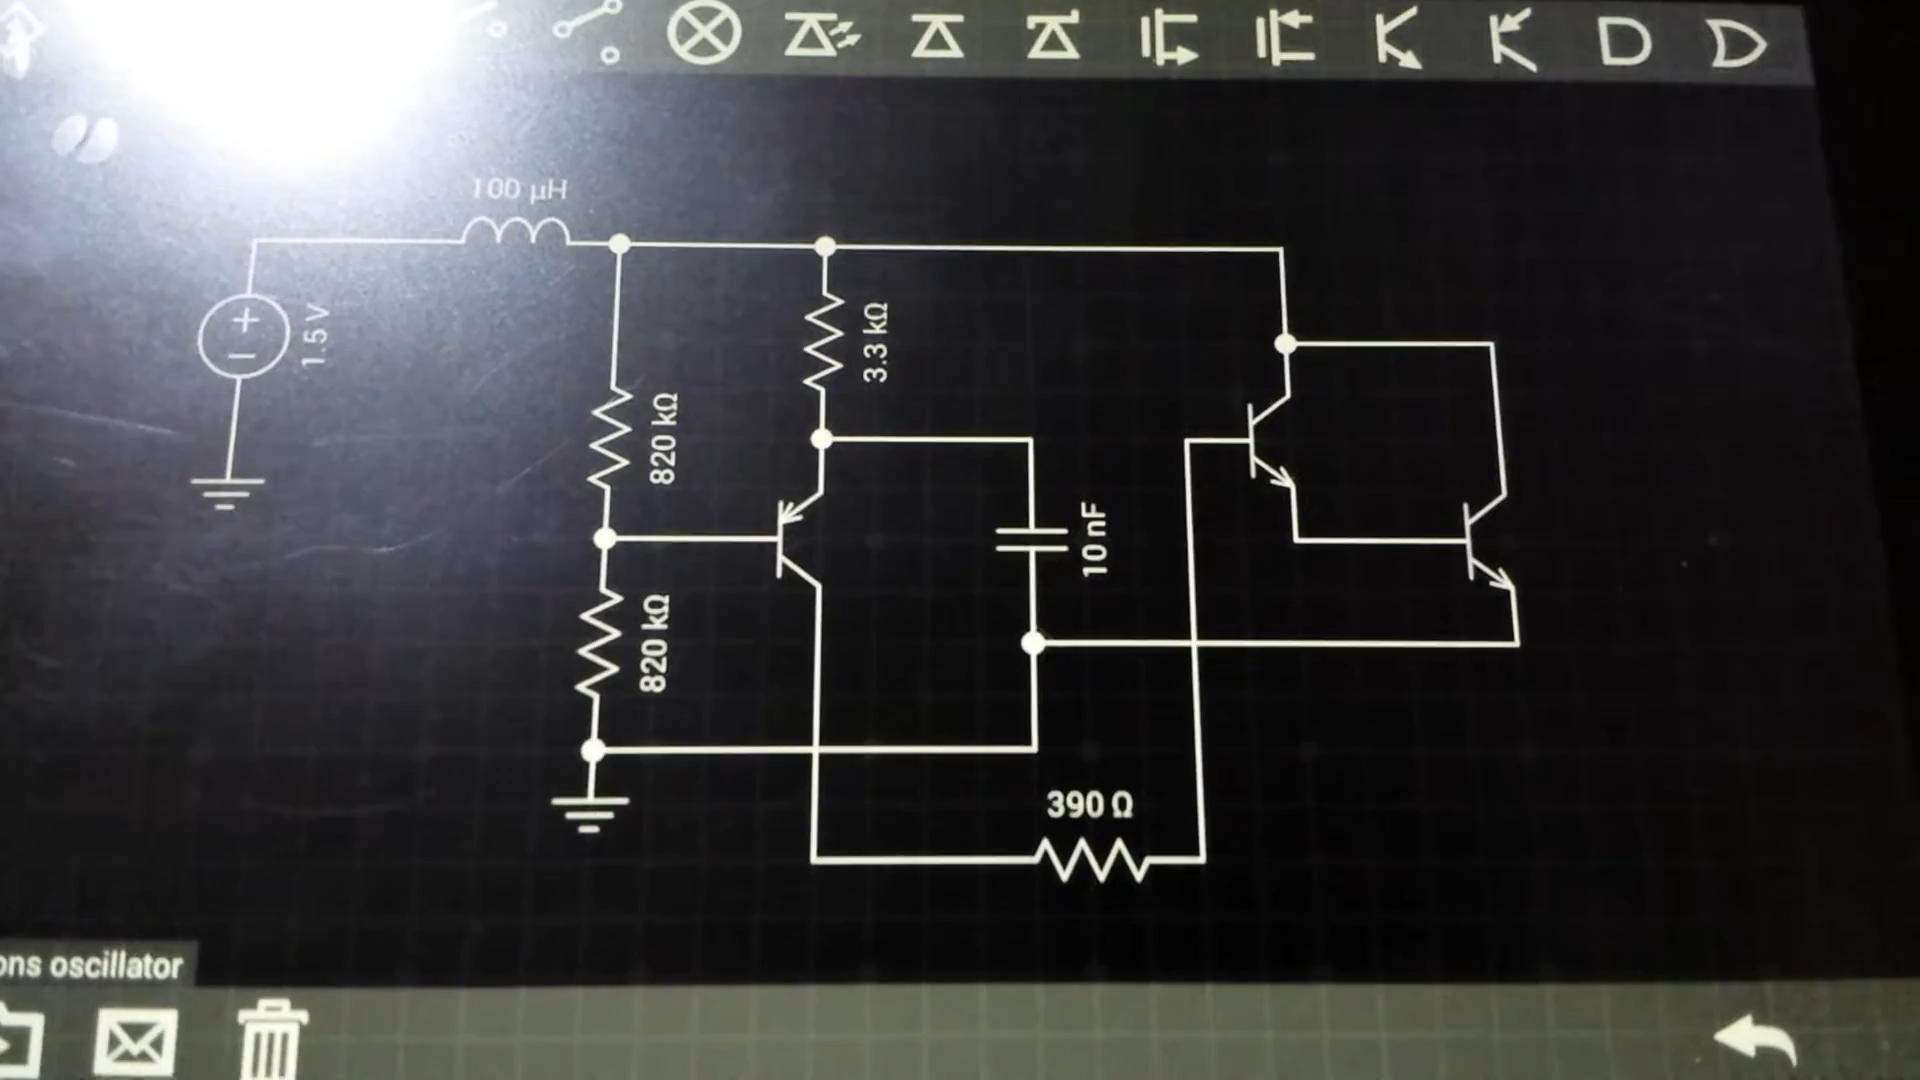 100 µH
1.5 V
3.3 kΩ
820 kΩ
10 nF
820 kΩ
390 Ω
ons oscillator